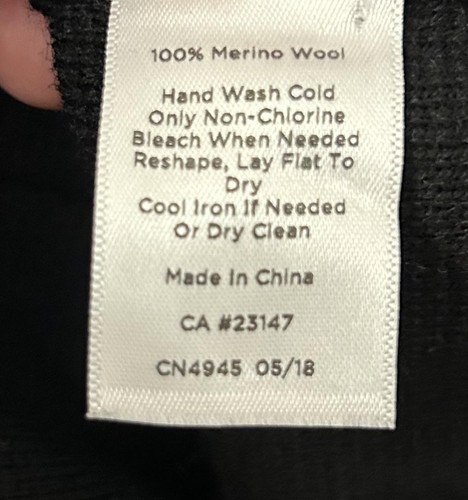 100% Merino Wool
Hand Wash Cold
Only Non-Chlorine
Bleach When Needed
Reshape, Lay Flat To
Dry
Cool Iron If Needed
Or Dry Clean
Made In China
CA #23147
CN4945 05/18